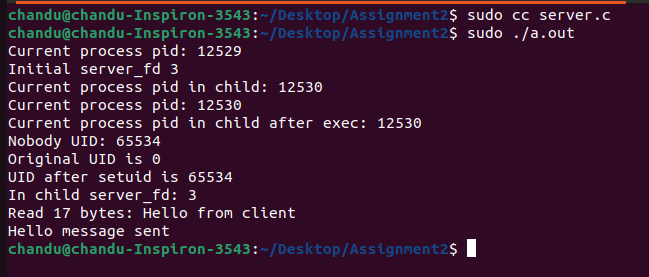 chandu@chandu-Inspiron-3543:~/Desktop/Assignment2$ sudo cc server.c
chandu@chandu-Inspiron-3543:~/Desktop/Assignment2$ sudo ./a.out
Current process pid: 12529
Initial server_fd 3
Current process pid in child: 12530
Current process pid: 12530
Current process pid in child after exec: 12530
Nobody UID: 65534
Original UID is 0
UID after setuid is 65534
In child server_fd: 3
Read 17 bytes: Hello from client
Hello message sent
chandu@chandu-Inspiron-3543:~/Desktop/Assignment2$